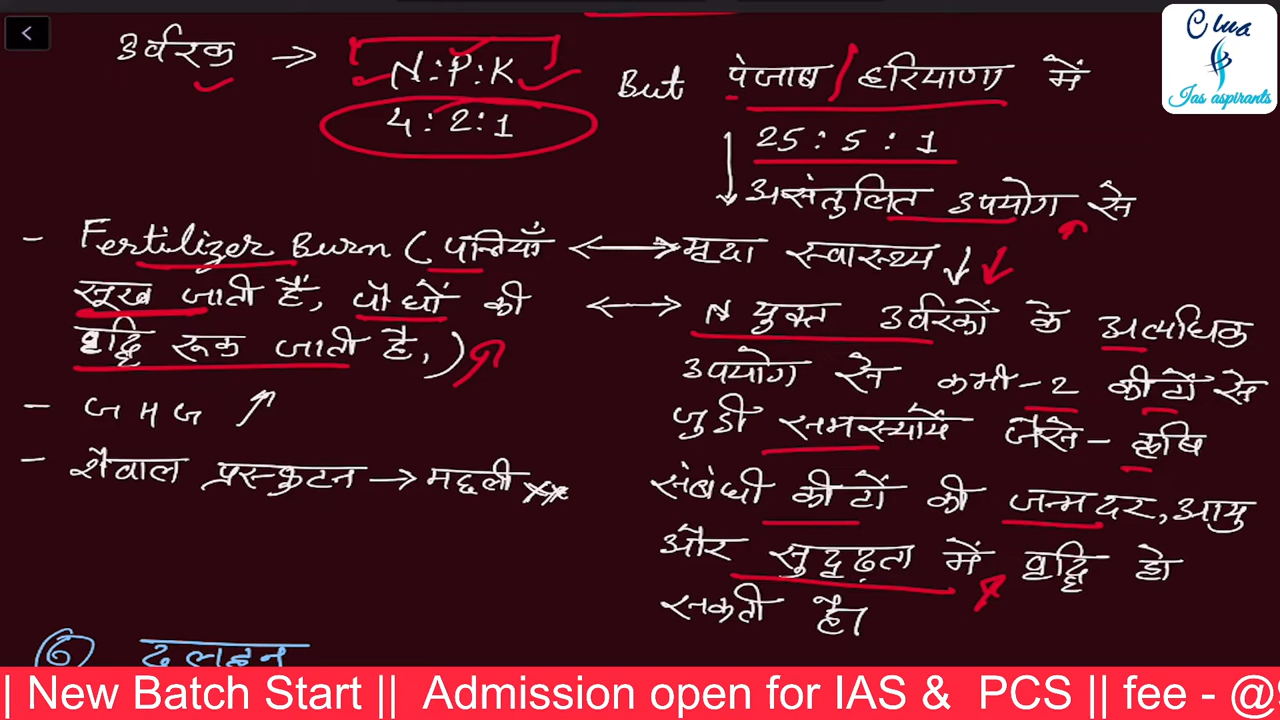 <
उर्वरक → N:P:K
4:2:1
But पंजाब / हरियाणा में
25:5:1
↓ असंतुलित उपयोग से
- Fertilizer Burn (पत्तियाँ
सूख जाती हैं, पौधों की
वृद्धि रूक जाती है,)
- ज म ज ↑
- शैवाल प्रस्फुटन → मछली ××
↔ मृदा स्वास्थ्य ↓
↔ N युक्त उर्वरकों के अत्यधिक
उपयोग से कभी-2 कीटों से
जुडी समस्यायें जैसे- कृषि
संबंधी कीटों की जन्मदर, आयु
और सुदृढ़ता में वृद्धि हो
सकती है।
⑥ दलहन
Clua
Ias aspirants
|| New Batch Start || Admission open for IAS & PCS || fee - @